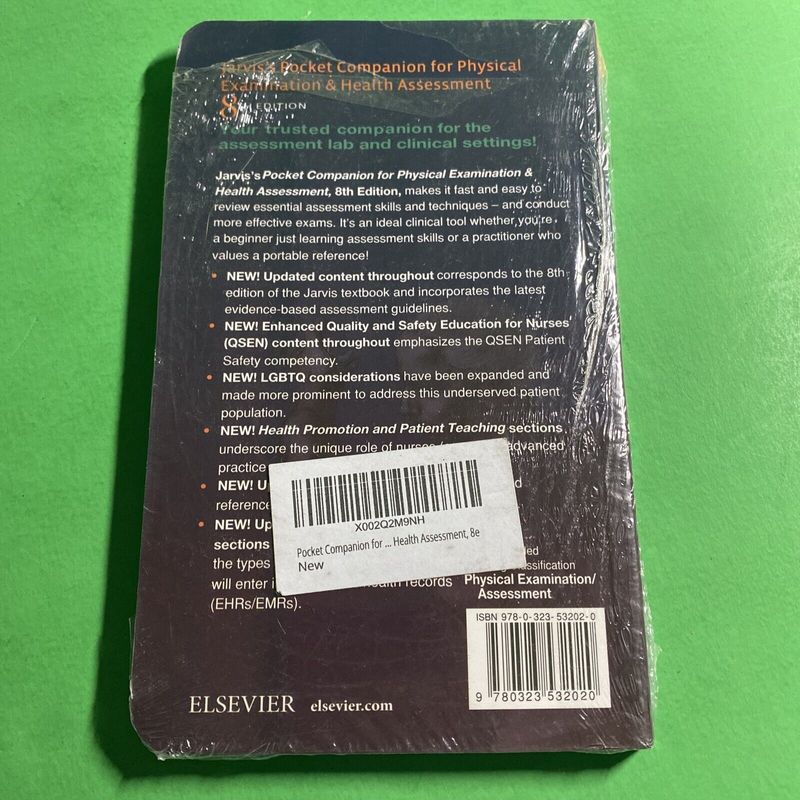 Jarvis's Pocket Companion for Physical
Examination & Health Assessment
8TH EDITION
Your trusted companion for the
assessment lab and clinical settings!
Jarvis's Pocket Companion for Physical Examination &
Health Assessment, 8th Edition, makes it fast and easy to
review essential assessment skills and techniques – and conduct
more effective exams. It's an ideal clinical tool whether you're
a beginner just learning assessment skills or a practitioner who
values a portable reference!
• NEW! Updated content throughout corresponds to the 8th
edition of the Jarvis textbook and incorporates the latest
evidence-based assessment guidelines.
• NEW! Enhanced Quality and Safety Education for Nurses
(QSEN) content throughout emphasizes the QSEN Patient
Safety competency.
• NEW! LGBTQ considerations have been expanded and
made more prominent to address this underserved patient
population.
• NEW! Health Promotion and Patient Teaching sections
underscore the unique role of advanced
practice
• NEW!
reference
• NEW! Up
sections
the types
will enter health records
(EHRs/EMRs).
X002Q2M9NH
Pocket Companion for ... Health Assessment, 8e
New
Physical Examination/
Assessment
ISBN 978-0-323-53202-0
9 780323 532020
ELSEVIER elsevier.com